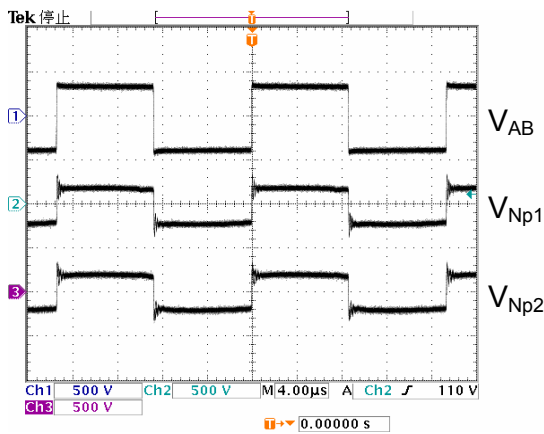 Tek 停止
T
T
1
V_AB
2
V_Np1
3
V_Np2
Ch1 500 V Ch2 500 V M 4.00µs A Ch2 ʃ 110 V
Ch3 500 V
T→▼ 0.00000 s